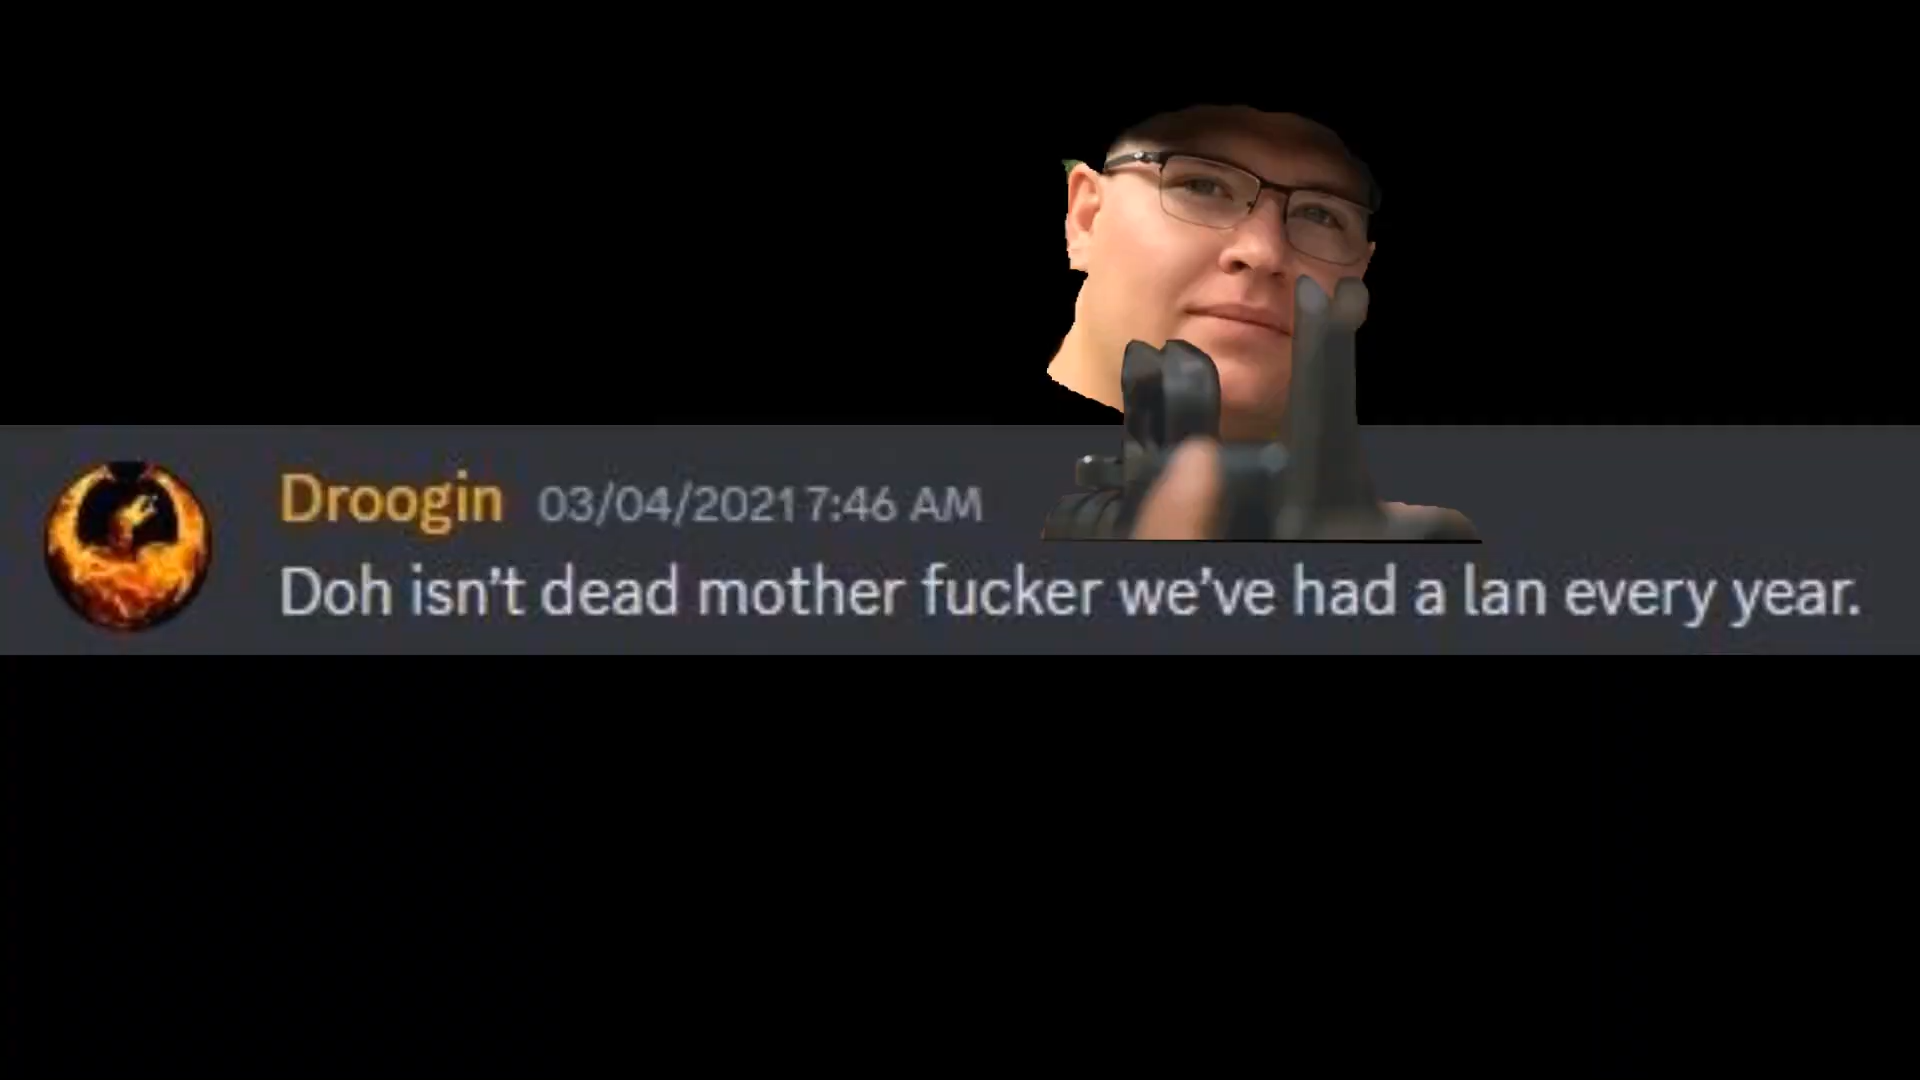 Droogin 03/04/2021 7:46 AM
Doh isn't dead mother fucker we've had a lan every year.